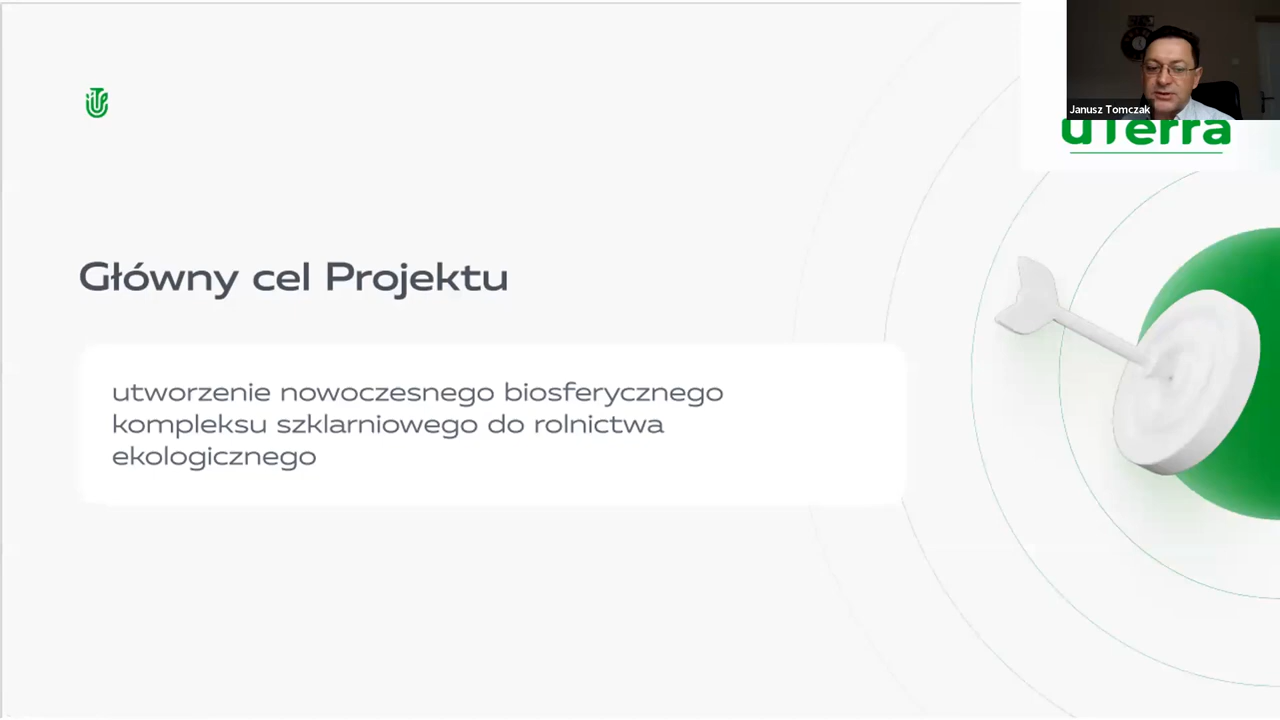 Janusz Tomczak
uTerra
Główny cel Projektu
utworzenie nowoczesnego biosferycznego
kompleksu szklarniowego do rolnictwa
ekologicznego